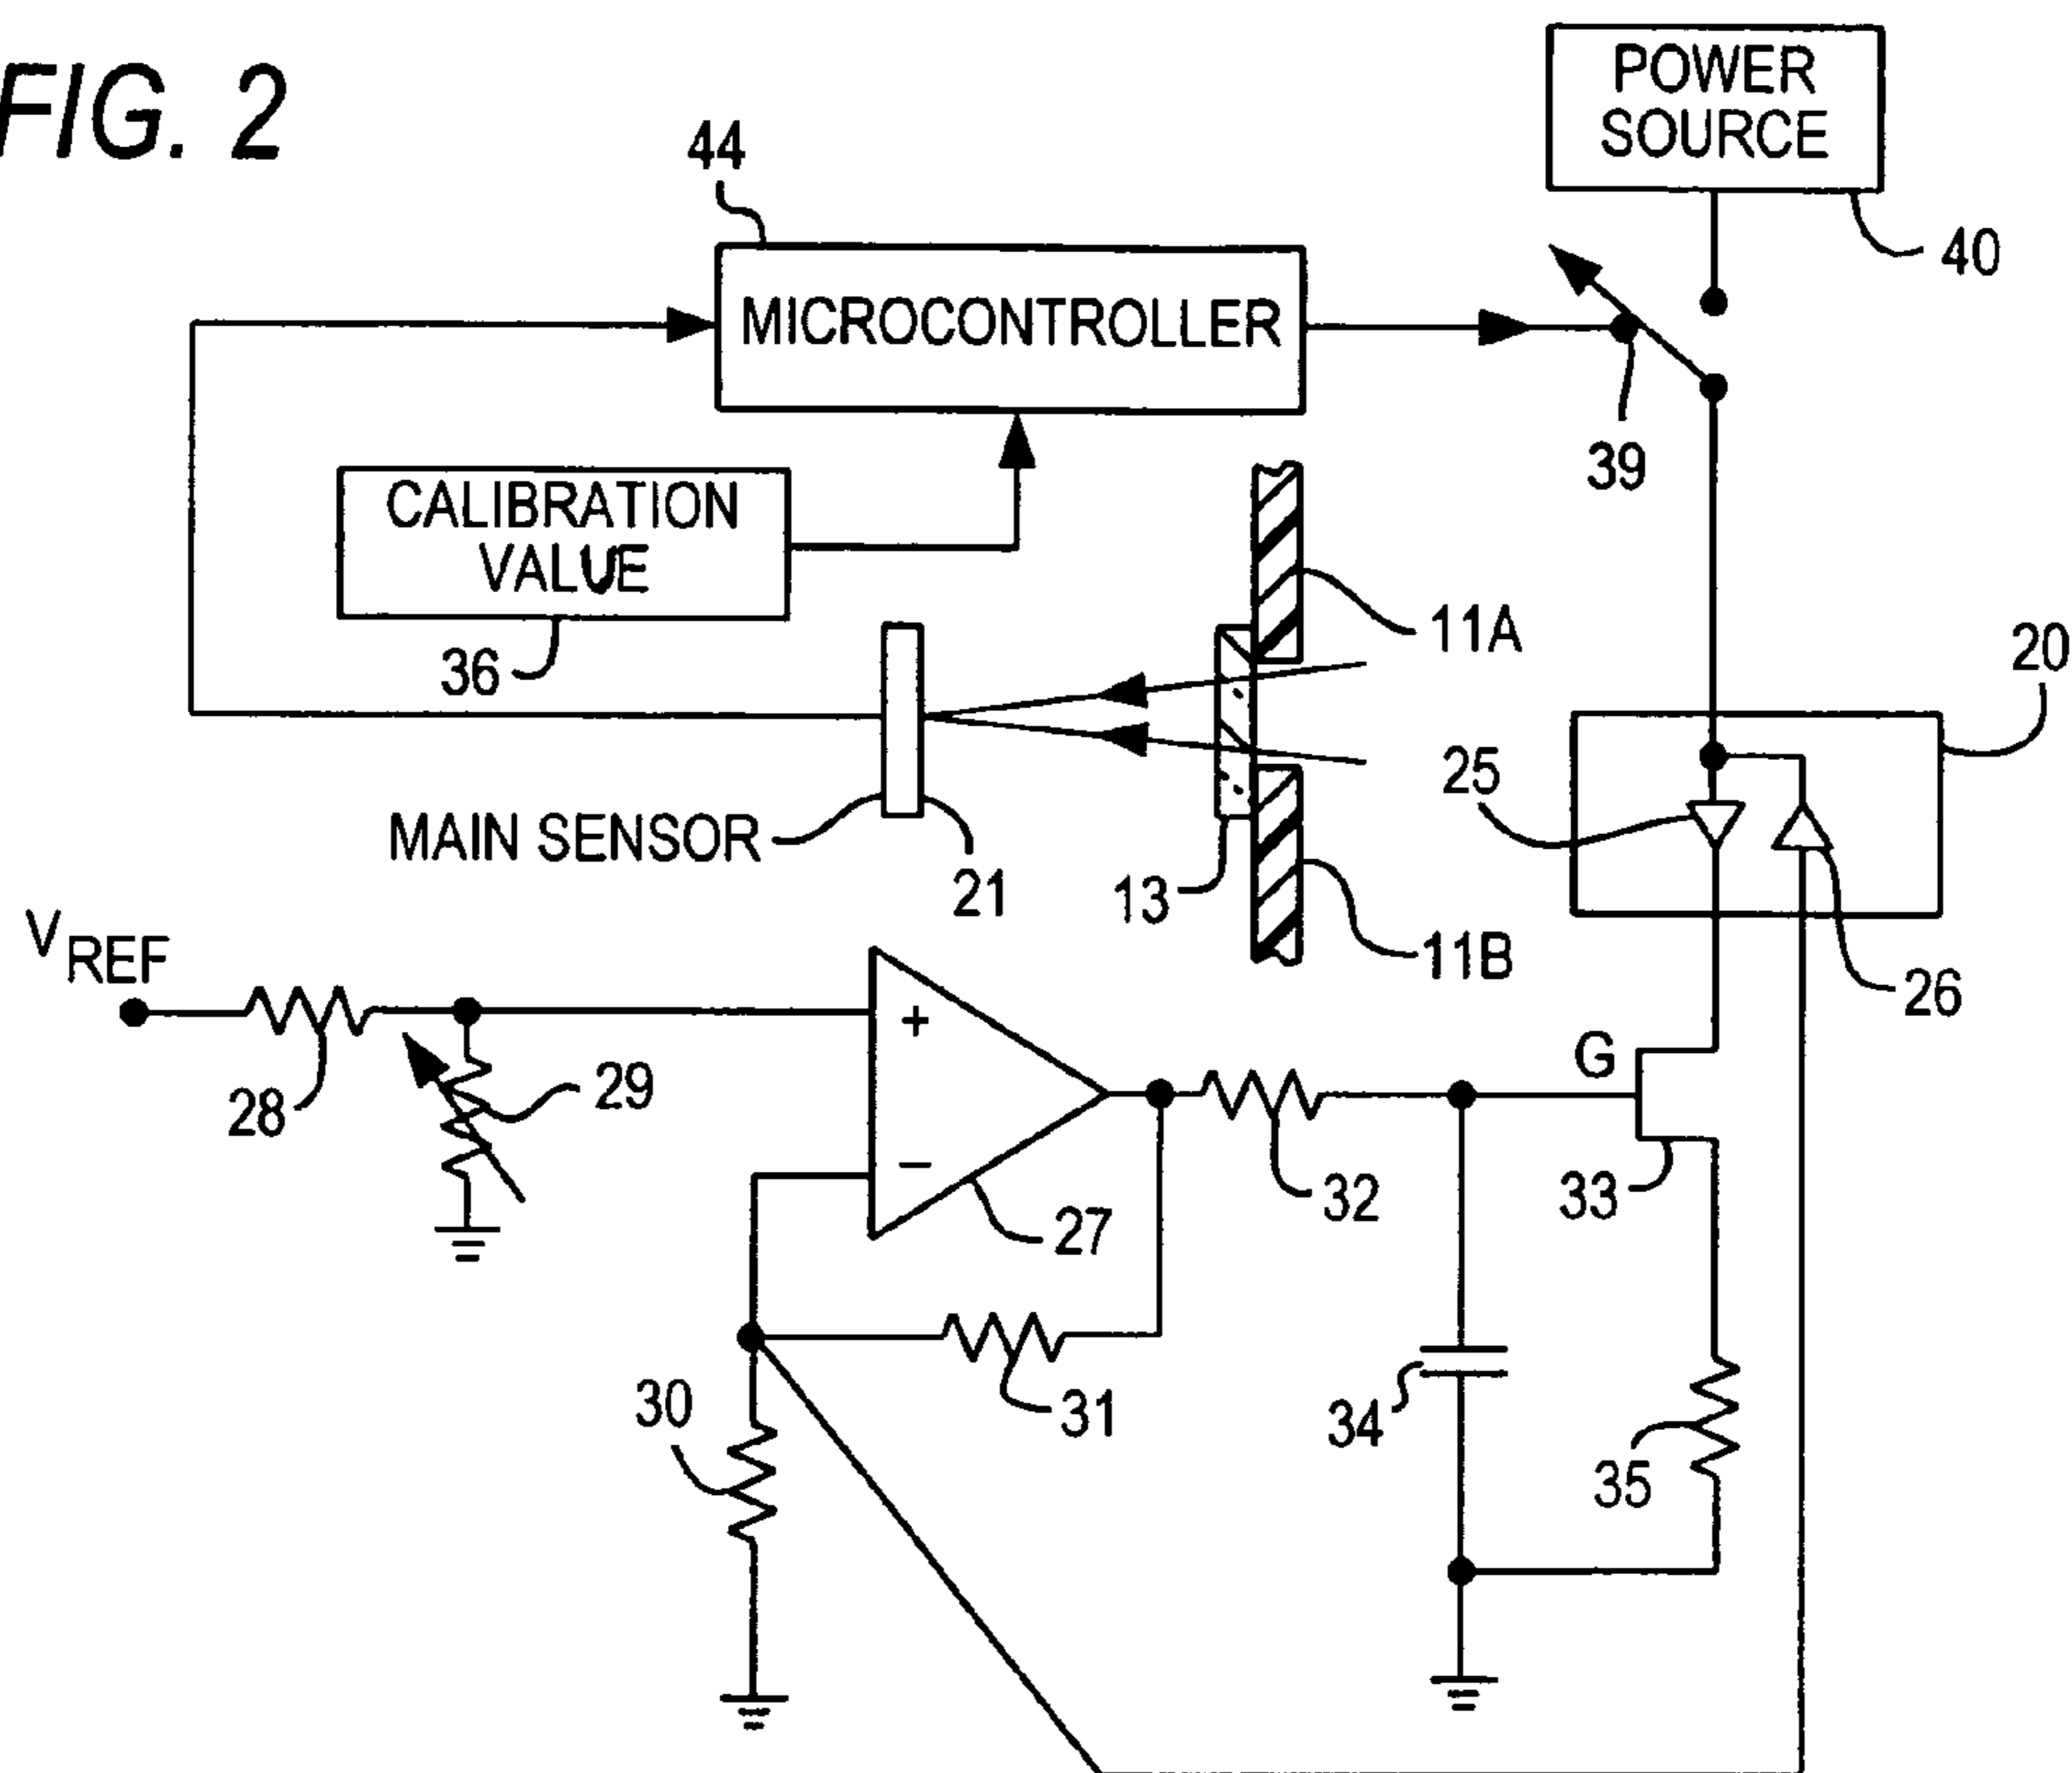 FIG. 2
POWER
SOURCE
44
40
MICROCONTROLLER
39
CALIBRATION
VALUE
36
11A
20
25
MAIN SENSOR
21
13
11B
26
V REF
28
29
+
−
27
32
G
33
30
31
34
35